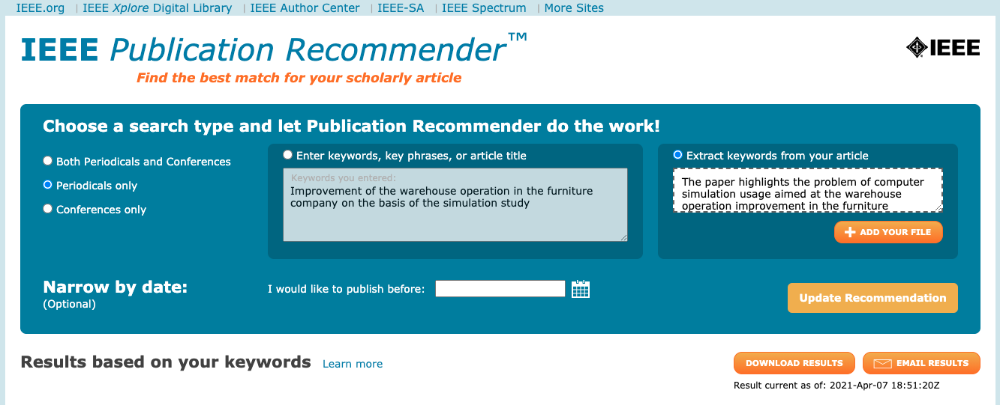 IEEE.org | IEEE Xplore Digital Library | IEEE Author Center | IEEE-SA | IEEE Spectrum | More Sites
IEEE Publication Recommender™
IEEE
Find the best match for your scholarly article
Choose a search type and let Publication Recommender do the work!
Both Periodicals and Conferences
Periodicals only
Conferences only
Enter keywords, key phrases, or article title
Keywords you entered:
Improvement of the warehouse operation in the furniture
company on the basis of the simulation study
Extract keywords from your article
The paper highlights the problem of computer
simulation usage aimed at the warehouse
operation improvement in the furniture
ADD YOUR FILE
Narrow by date:
(Optional)
I would like to publish before:
Update Recommendation
Results based on your keywords Learn more
DOWNLOAD RESULTS
EMAIL RESULTS
Result current as of: 2021-Apr-07 18:51:20Z